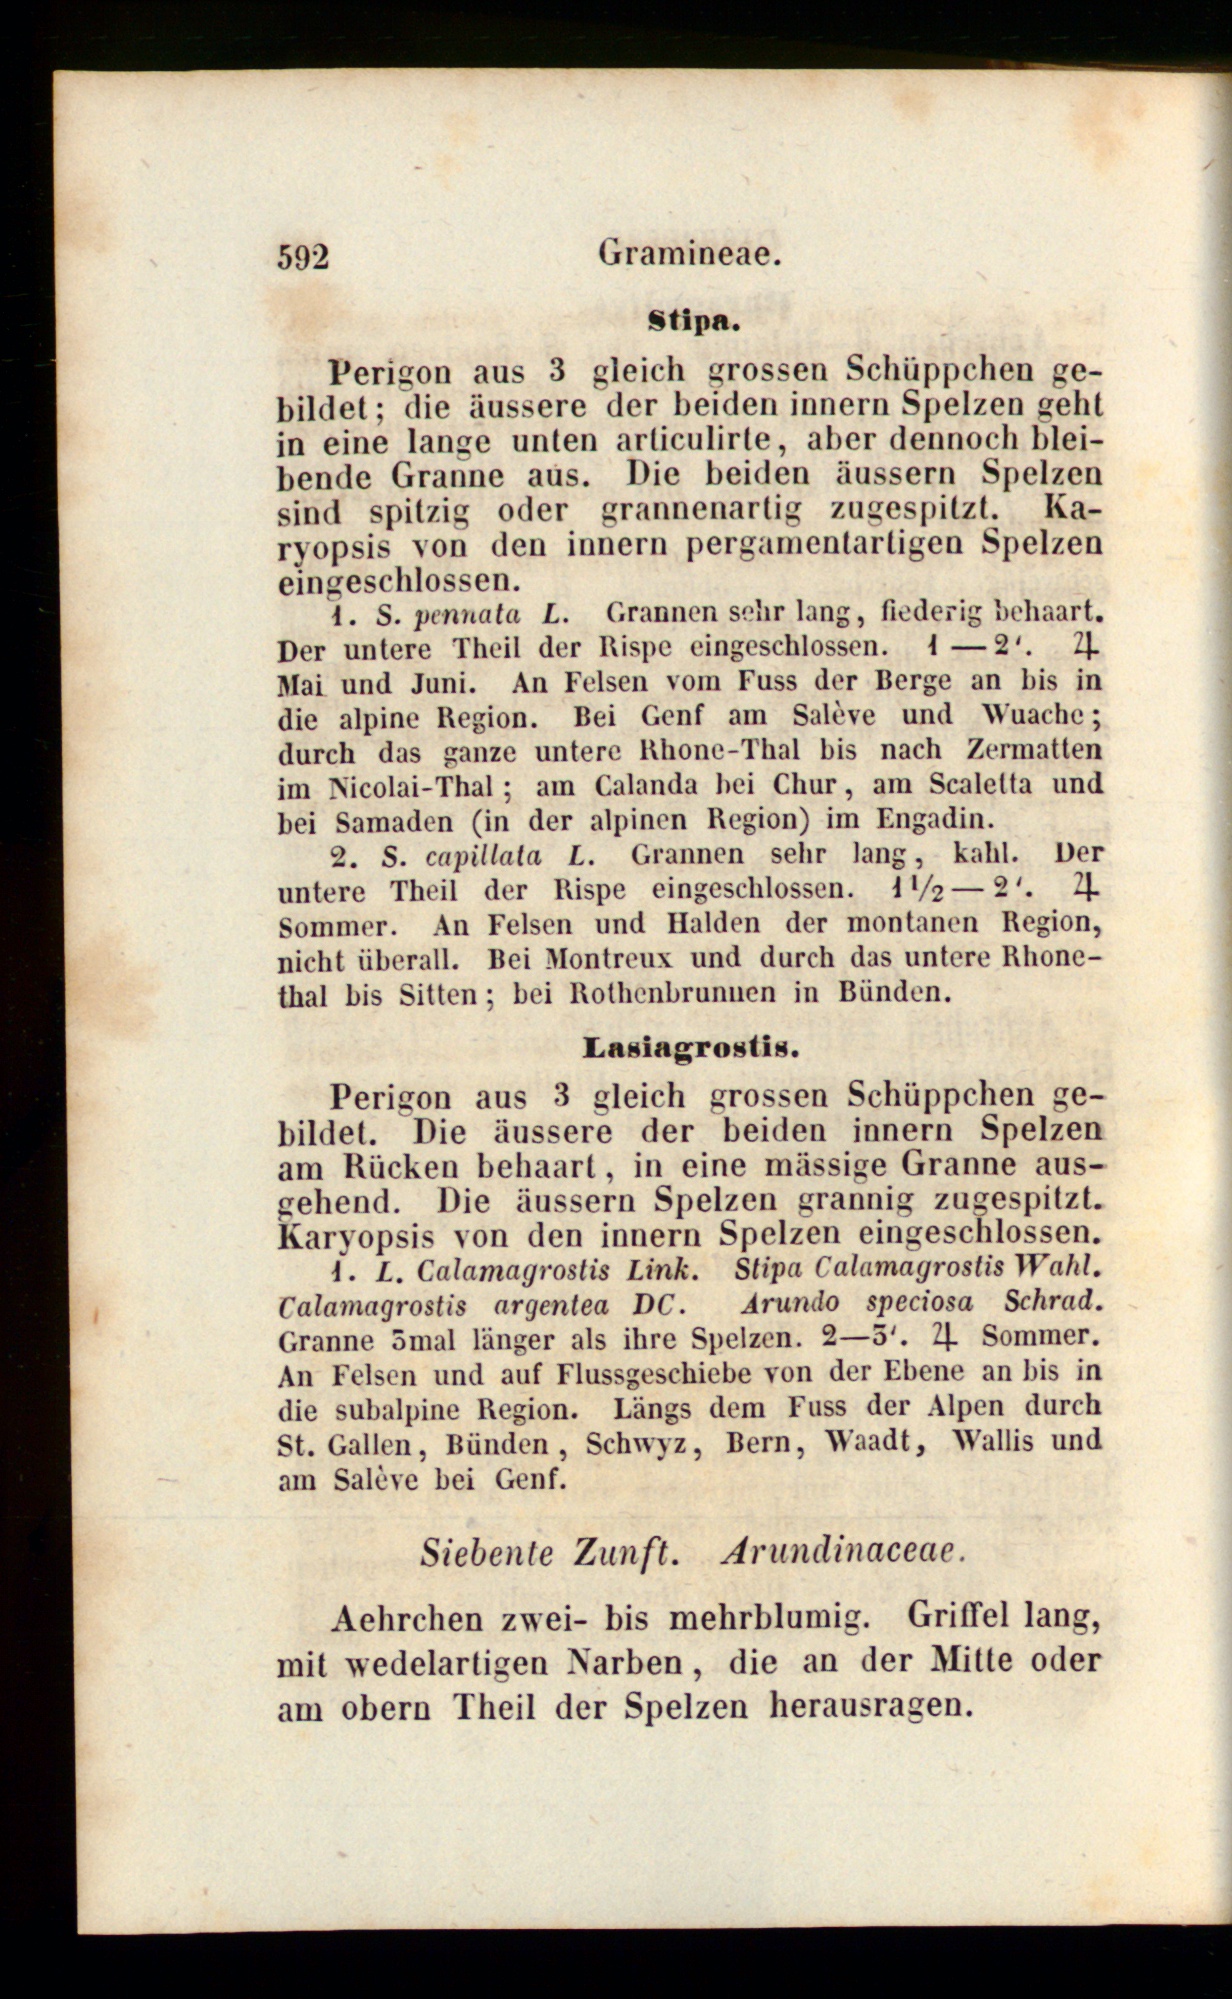 592 Gramineae.
Stipa.
Perigon aus 3 gleich grossen Schüppchen ge-
bildet; die äussere der beiden innern Spelzen geht
in eine lange unten articulirte, aber dennoch blei-
bende Granne aus. Die beiden äussern Spelzen
sind spitzig oder grannenartig zugespitzt. Ka-
ryopsis von den innern pergamentartigen Spelzen
eingeschlossen.
1. S. pennata L. Grannen sehr lang, fiederig behaart.
Der untere Theil der Rispe eingeschlossen. 1 — 2'. ♃
Mai und Juni. An Felsen vom Fuss der Berge an bis in
die alpine Region. Bei Genf am Salève und Wuache;
durch das ganze untere Rhone-Thal bis nach Zermatten
im Nicolai-Thal; am Calanda bei Chur, am Scaletta und
bei Samaden (in der alpinen Region) im Engadin.
2. S. capillata L. Grannen sehr lang, kahl. Der
untere Theil der Rispe eingeschlossen. 1 1/2 — 2'. ♃
Sommer. An Felsen und Halden der montanen Region,
nicht überall. Bei Montreux und durch das untere Rhone-
thal bis Sitten; bei Rothenbrunnen in Bünden.
Lasiagrostis.
Perigon aus 3 gleich grossen Schüppchen ge-
bildet. Die äussere der beiden innern Spelzen
am Rücken behaart, in eine mässige Granne aus-
gehend. Die äussern Spelzen grannig zugespitzt.
Karyopsis von den innern Spelzen eingeschlossen.
1. L. Calamagrostis Link. Stipa Calamagrostis Wahl.
Calamagrostis argentea DC. Arundo speciosa Schrad.
Granne 3mal länger als ihre Spelzen. 2—3'. ♃ Sommer.
An Felsen und auf Flussgeschiebe von der Ebene an bis in
die subalpine Region. Längs dem Fuss der Alpen durch
St. Gallen, Bünden, Schwyz, Bern, Waadt, Wallis und
am Salève bei Genf.
Siebente Zunft. Arundinaceae.
Aehrchen zwei- bis mehrblumig. Griffel lang,
mit wedelartigen Narben, die an der Mitte oder
am obern Theil der Spelzen herausragen.